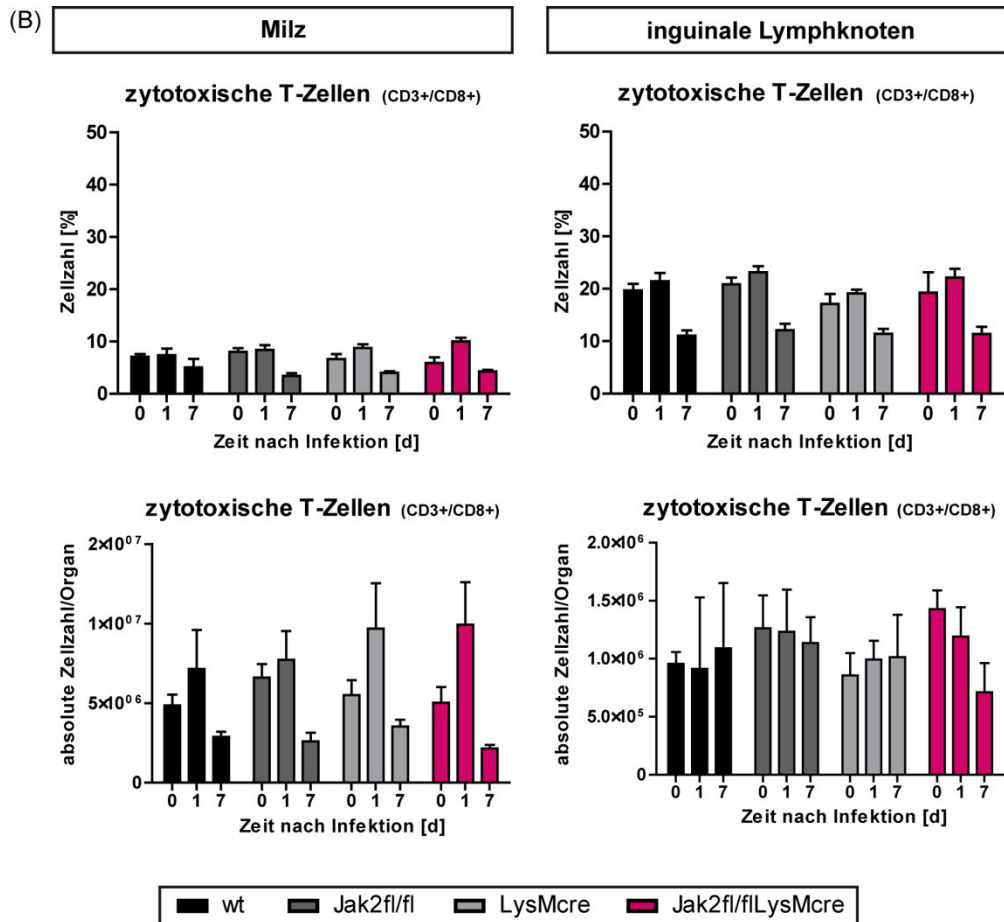 (B)
Milz
inguinale Lymphknoten
zytotoxische T-Zellen (CD3+/CD8+)
Zellzahl [%]
50
40
30
20
10
0
0 1 7 0 1 7 0 1 7 0 1 7
Zeit nach Infektion [d]
zytotoxische T-Zellen (CD3+/CD8+)
Zellzahl [%]
50
40
30
20
10
0
0 1 7 0 1 7 0 1 7 0 1 7
Zeit nach Infektion [d]
zytotoxische T-Zellen (CD3+/CD8+)
absolute Zellzahl/Organ
2×10⁰⁷
1×10⁰⁷
5×10⁰⁶
0
0 1 7 0 1 7 0 1 7 0 1 7
Zeit nach Infektion [d]
zytotoxische T-Zellen (CD3+/CD8+)
absolute Zellzahl/Organ
2.0×10⁶
1.5×10⁶
1.0×10⁶
5.0×10⁵
0
0 1 7 0 1 7 0 1 7 0 1 7
Zeit nach Infektion [d]
wt Jak2fl/fl LysMcre Jak2fl/flLysMcre